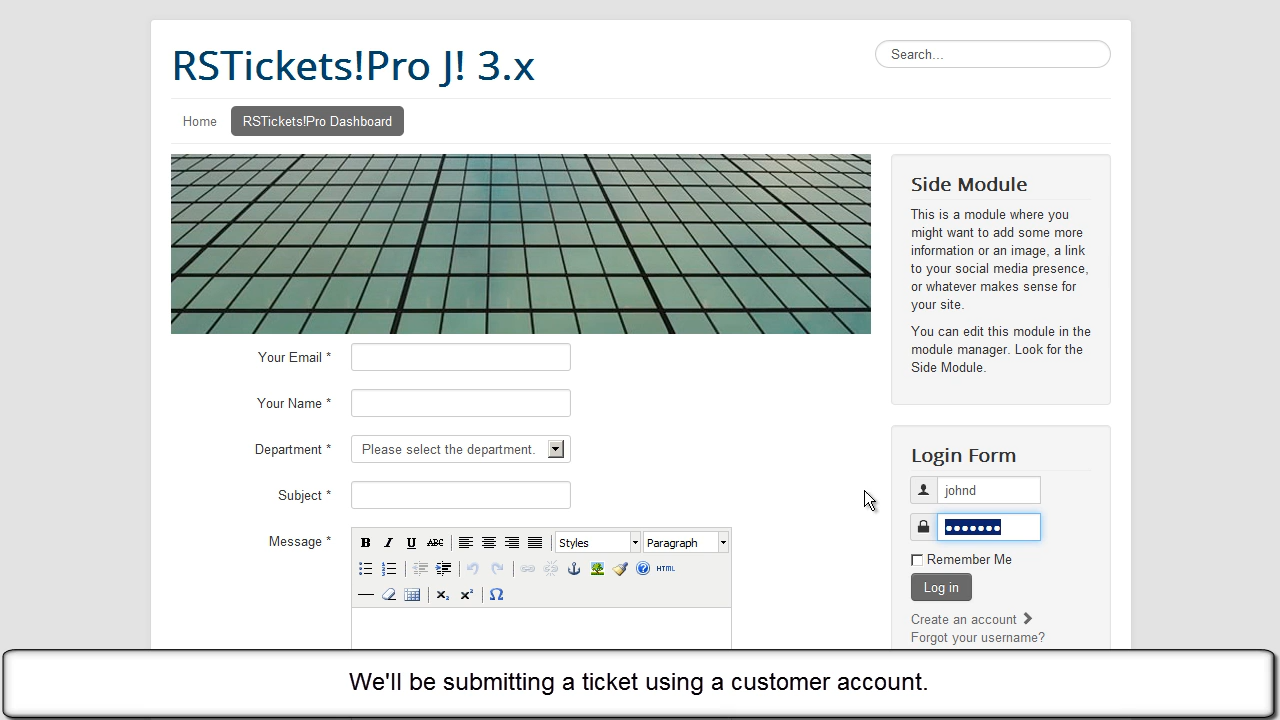 RSTickets!Pro J! 3.x
Search...
Home
RSTickets!Pro Dashboard
Side Module
This is a module where you
might want to add some more
information or an image, a link
to your social media presence,
or whatever makes sense for
your site.
You can edit this module in the
module manager. Look for the
Side Module.
Your Email *
Your Name *
Department *
Please select the department.
Subject *
Message *
B I U ABC
Styles
Paragraph
HTML
Login Form
johnd
•••••••
Remember Me
Log in
Create an account
Forgot your username?
We'll be submitting a ticket using a customer account.